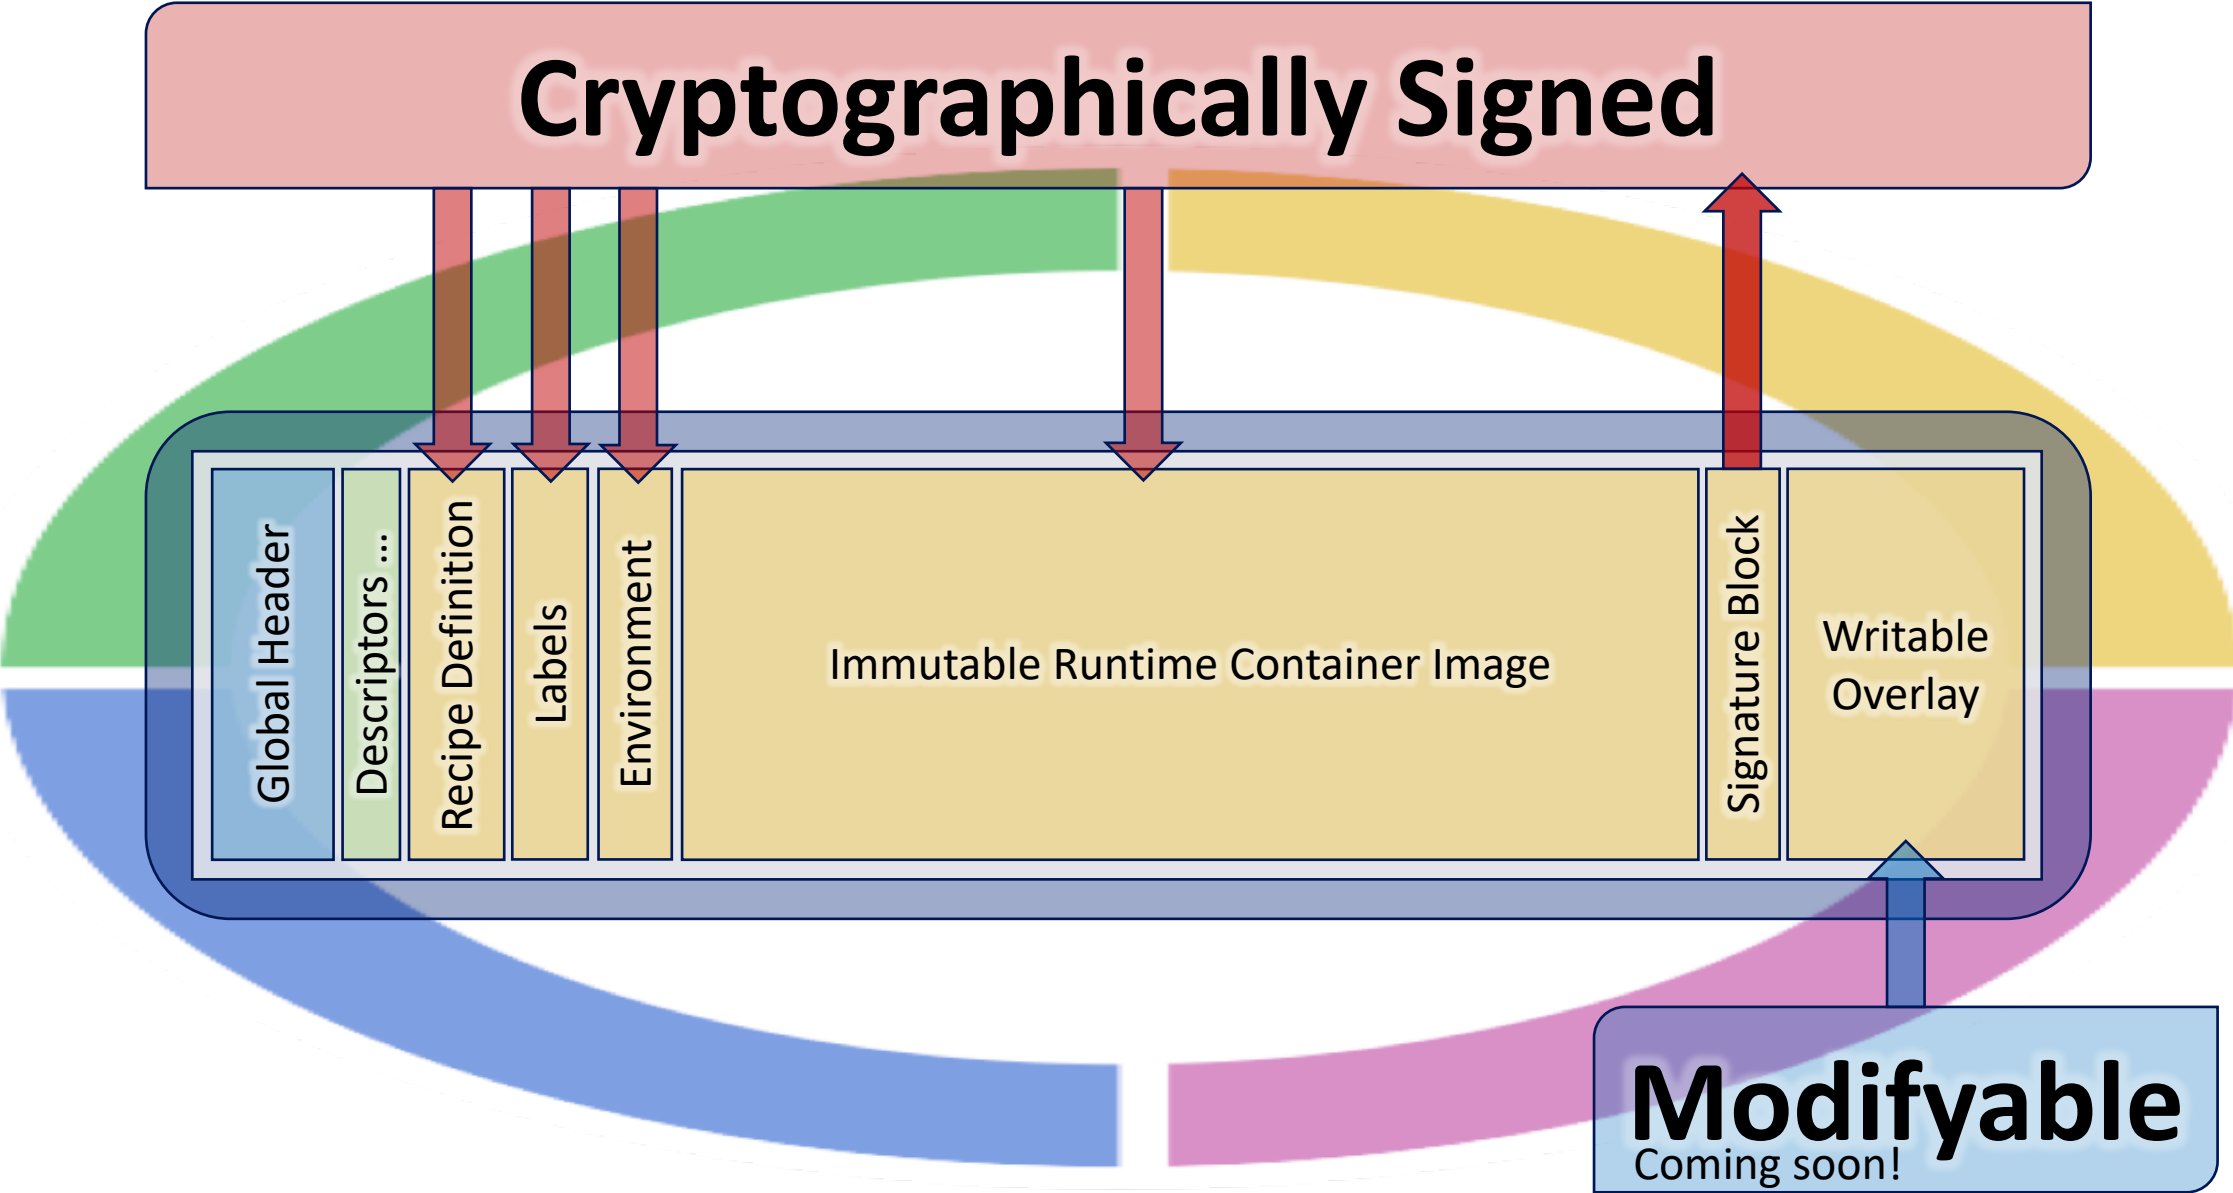 Cryptographically Signed
Global Header
Descriptors ...
Recipe Definition
Labels
Environment
Immutable Runtime Container Image
Signature Block
Writable
Overlay
Modifyable
Coming soon!